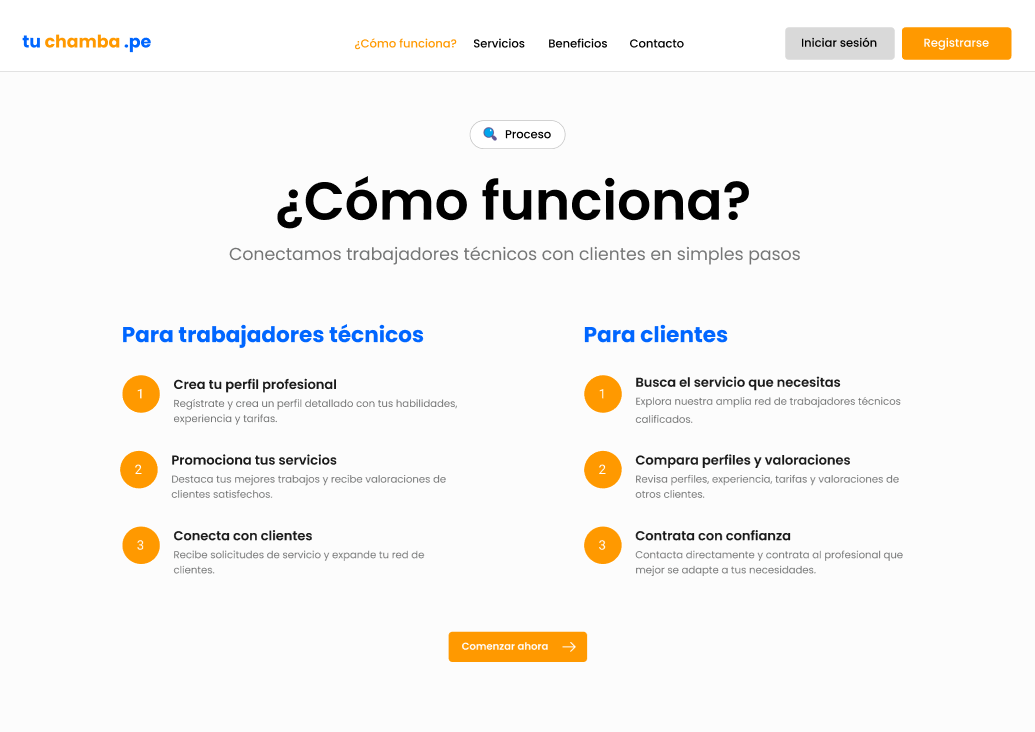 tu chamba .pe
¿Cómo funciona?
Servicios
Beneficios
Contacto
Iniciar sesión
Registrarse
Proceso
¿Cómo funciona?
Conectamos trabajadores técnicos con clientes en simples pasos
Para trabajadores técnicos
1
Crea tu perfil profesional
Regístrate y crea un perfil detallado con tus habilidades,
experiencia y tarifas.
2
Promociona tus servicios
Destaca tus mejores trabajos y recibe valoraciones de
clientes satisfechos.
3
Conecta con clientes
Recibe solicitudes de servicio y expande tu red de
clientes.
Para clientes
1
Busca el servicio que necesitas
Explora nuestra amplia red de trabajadores técnicos
calificados.
2
Compara perfiles y valoraciones
Revisa perfiles, experiencia, tarifas y valoraciones de
otros clientes.
3
Contrata con confianza
Contacta directamente y contrata al profesional que
mejor se adapte a tus necesidades.
Comenzar ahora